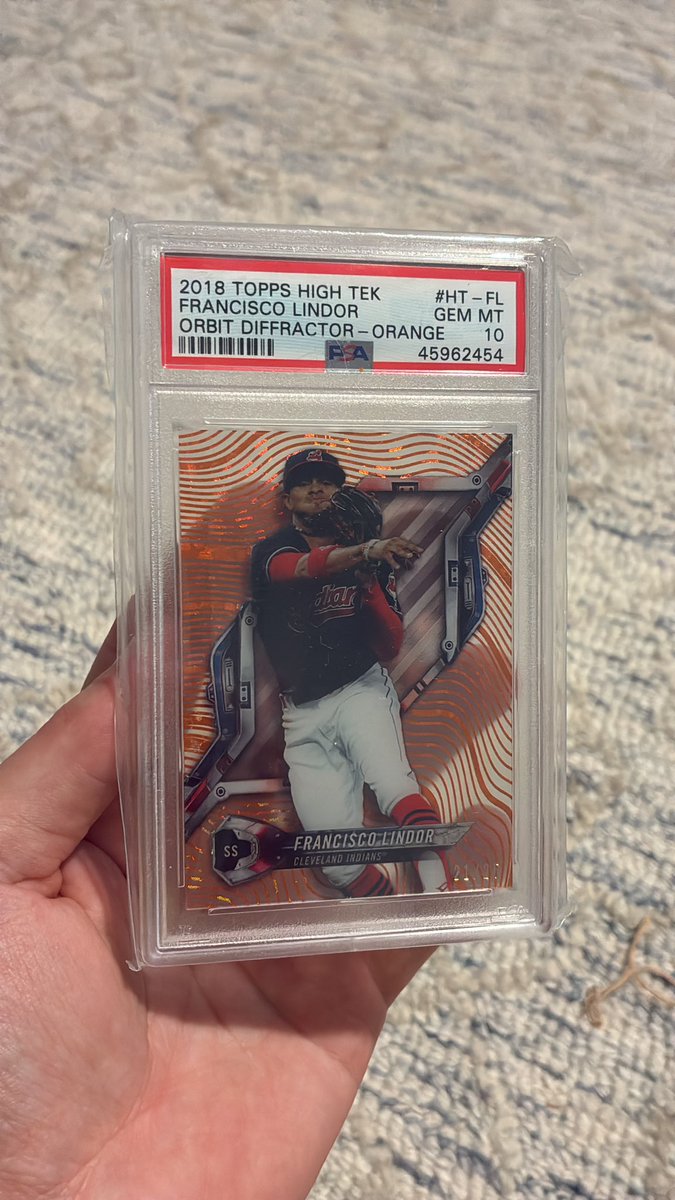 2018 TOPPS HIGH TEK #HT-FL
FRANCISCO LINDOR GEM MT
ORBIT DIFFRACTOR-ORANGE 10
PSA 45962454
Indians
SS FRANCISCO LINDOR
CLEVELAND INDIANS™